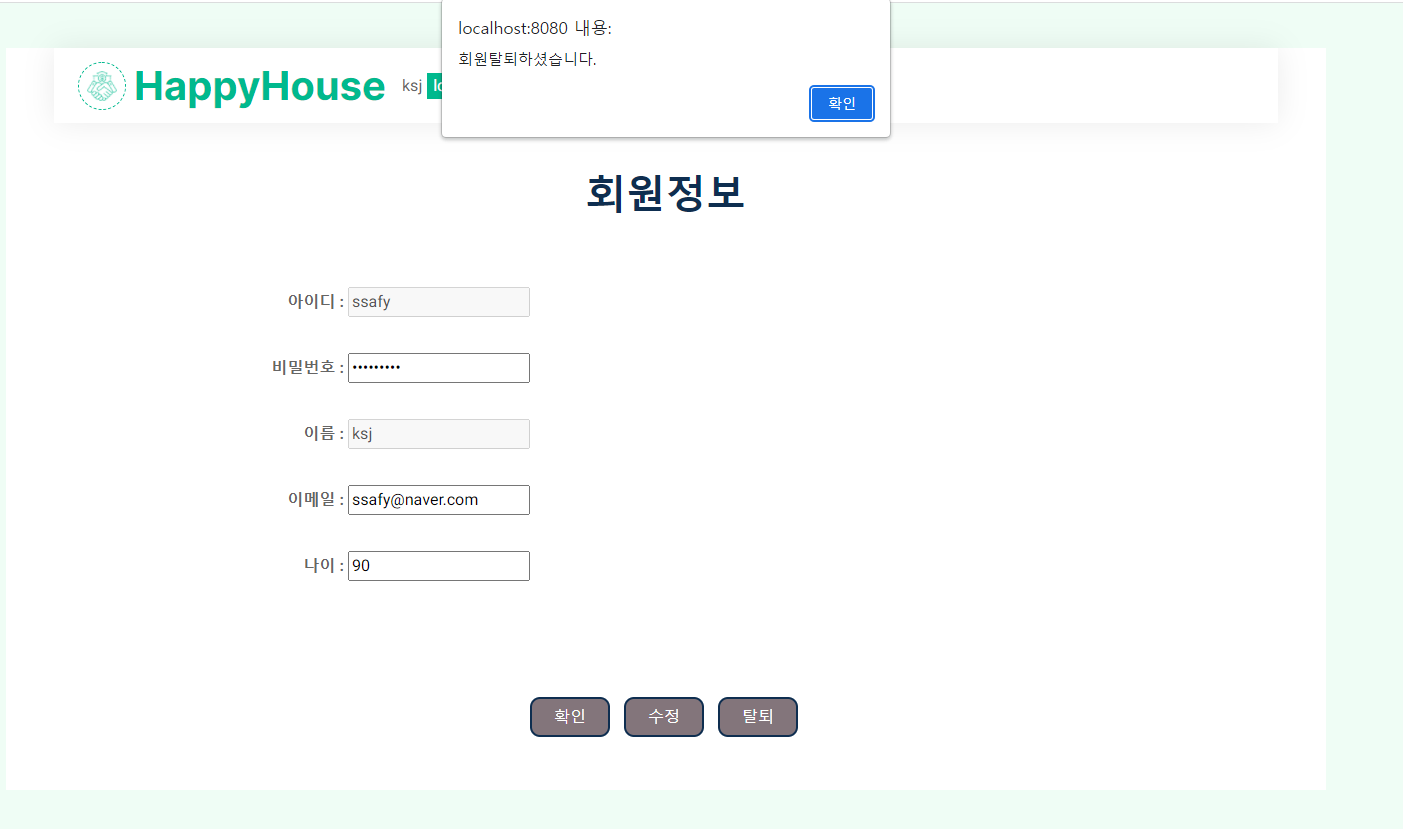 localhost:8080 내용:
회원탈퇴하셨습니다.
확인
HappyHouse ksj
회원정보
아이디 : ssafy
비밀번호 : •••••••••
이름 : ksj
이메일 : ssafy@naver.com
나이 : 90
확인 수정 탈퇴